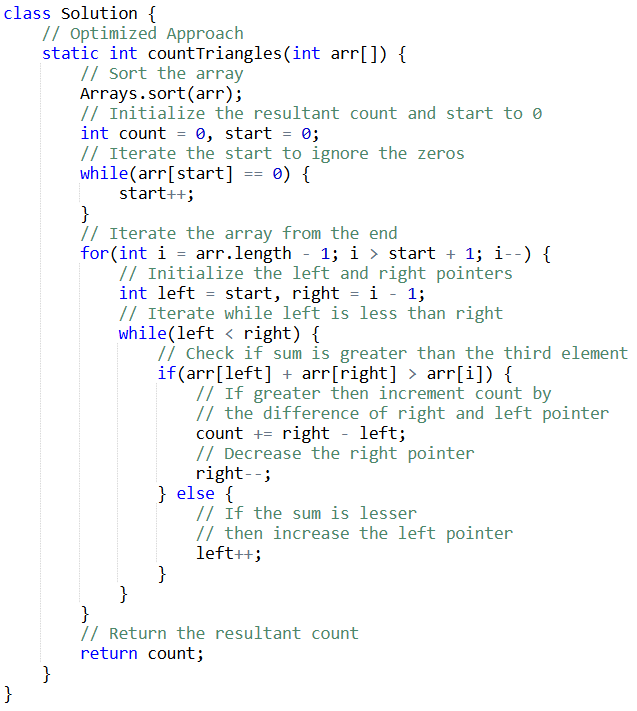 class Solution {
    // Optimized Approach
    static int countTriangles(int arr[]) {
        // Sort the array
        Arrays.sort(arr);
        // Initialize the resultant count and start to 0
        int count = 0, start = 0;
        // Iterate the start to ignore the zeros
        while(arr[start] == 0) {
            start++;
        }
        // Iterate the array from the end
        for(int i = arr.length - 1; i > start + 1; i--) {
            // Initialize the left and right pointers
            int left = start, right = i - 1;
            // Iterate while left is less than right
            while(left < right) {
                // Check if sum is greater than the third element
                if(arr[left] + arr[right] > arr[i]) {
                    // If greater then increment count by
                    // the difference of right and left pointer
                    count += right - left;
                    // Decrease the right pointer
                    right--;
                } else {
                    // If the sum is lesser
                    // then increase the left pointer
                    left++;
                }
            }
        }
        // Return the resultant count
        return count;
    }
}